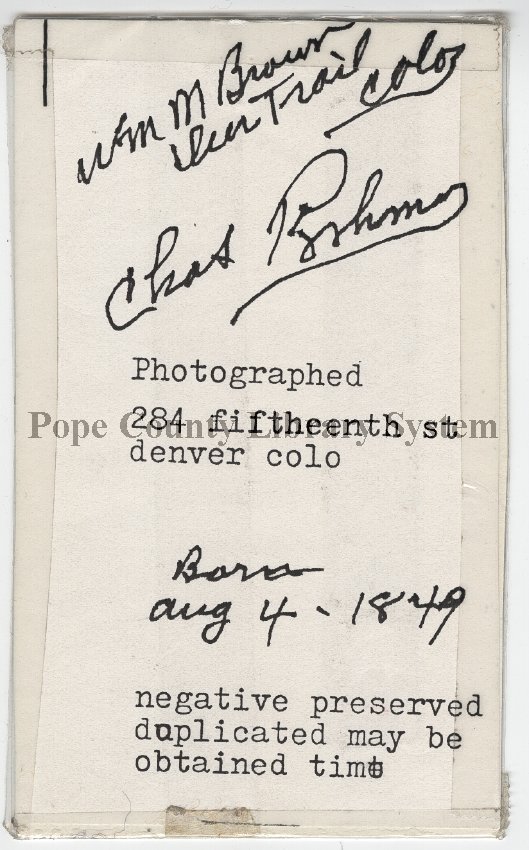 Wm M Brown
Deer Trail Colo
Chas
Photographed
284 fiftheenth st
Pope County Library System
denver colo
Born
aug 4 - 1849
negative preserved
duplicated may be
obtained time